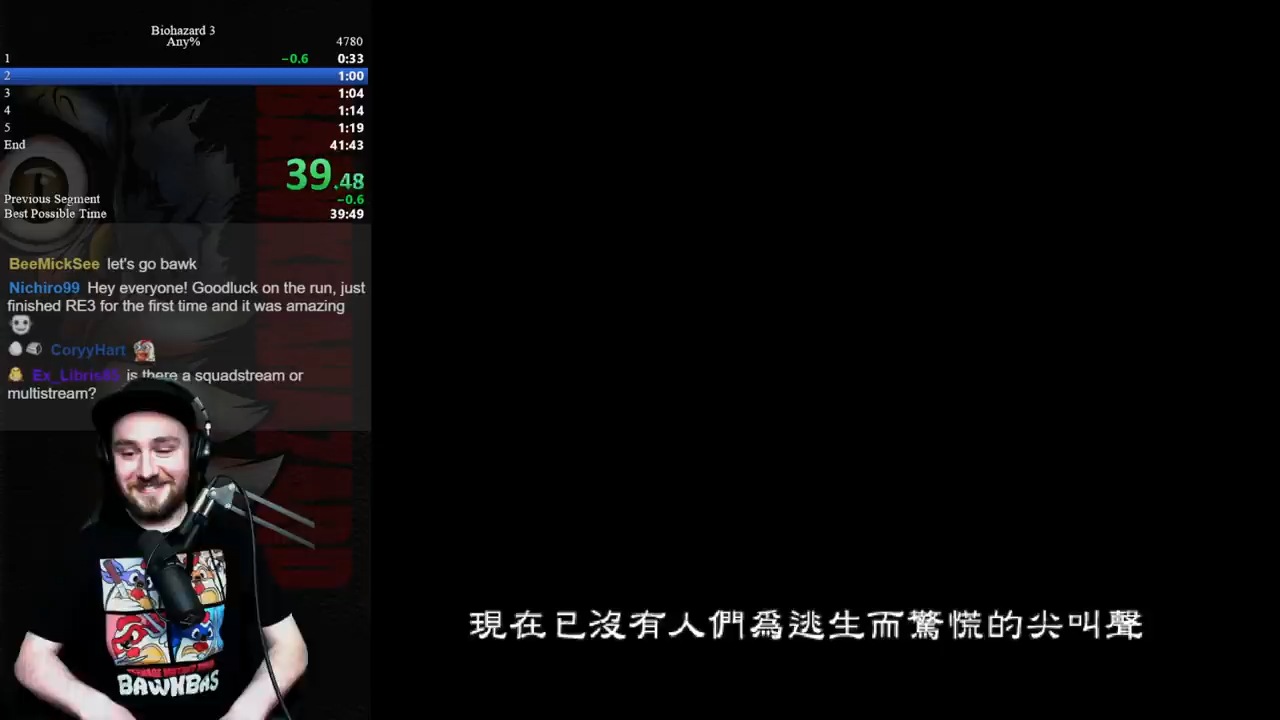 Biohazard 3
Any%
4780
1 −0.6 0:33
2 1:00
3 1:04
4 1:14
5 1:19
End 41:43
39.48
Previous Segment −0.6
Best Possible Time 39:49
BeeMickSee let's go bawk
Nichiro99 Hey everyone! Goodluck on the run, just
finished RE3 for the first time and it was amazing
CoryyHart
Ex_Libris85 is there a squadstream or
multistream?
現在已沒有人們爲逃生而驚慌的尖叫聲
BAWKBAS